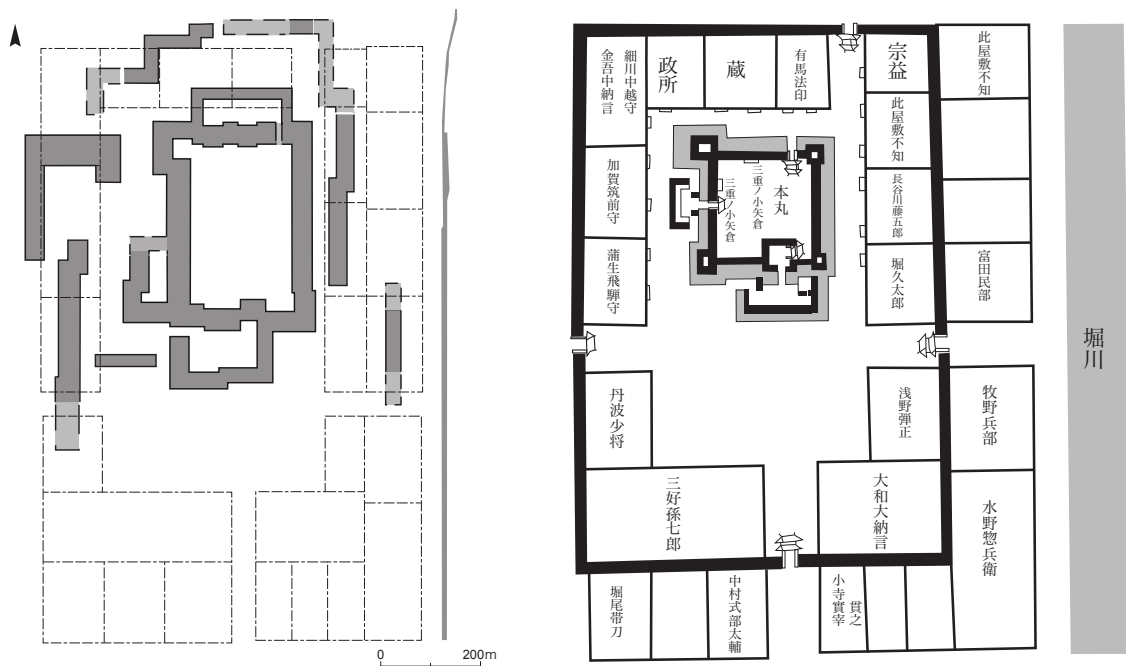 0
200m
細川中越守
金吾中納言
政所
蔵
有馬法印
宗益
此屋敷不知
加賀筑前守
三重ノ小矢倉
三重ノ小矢倉
本丸
此屋敷不知
長谷川藤五郎
蒲生飛騨守
堀久太郎
富田民部
堀川
丹波少将
浅野弾正
牧野兵部
三好孫七郎
大和大納言
水野惣兵衛
堀尾帯刀
中村式部太輔
貫之
小寺實宰